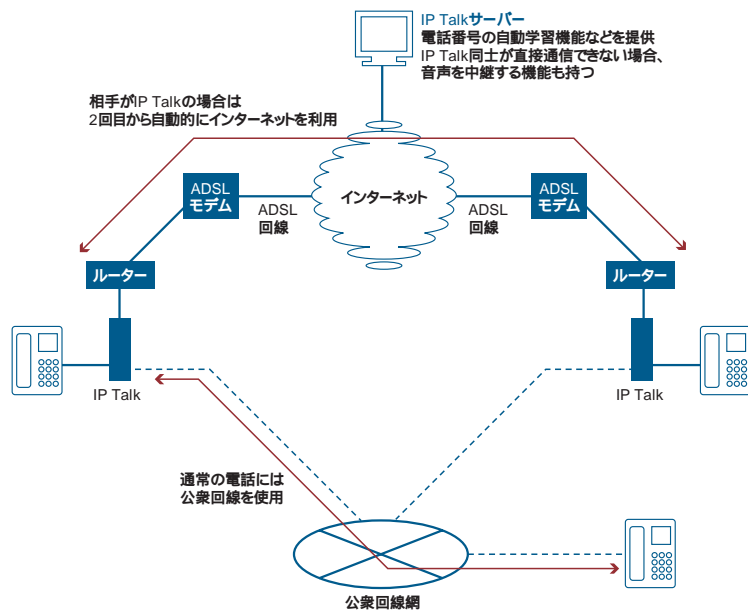 IP Talkサーバー
電話番号の自動学習機能などを提供
IP Talk同士が直接通信できない場合、
音声を中継する機能も持つ
相手がIP Talkの場合は
2回目から自動的にインターネットを利用
ADSL
モデム
ADSL
回線
インターネット
ADSL
回線
ADSL
モデム
ルーター
ルーター
IP Talk
IP Talk
通常の電話には
公衆回線を使用
公衆回線網